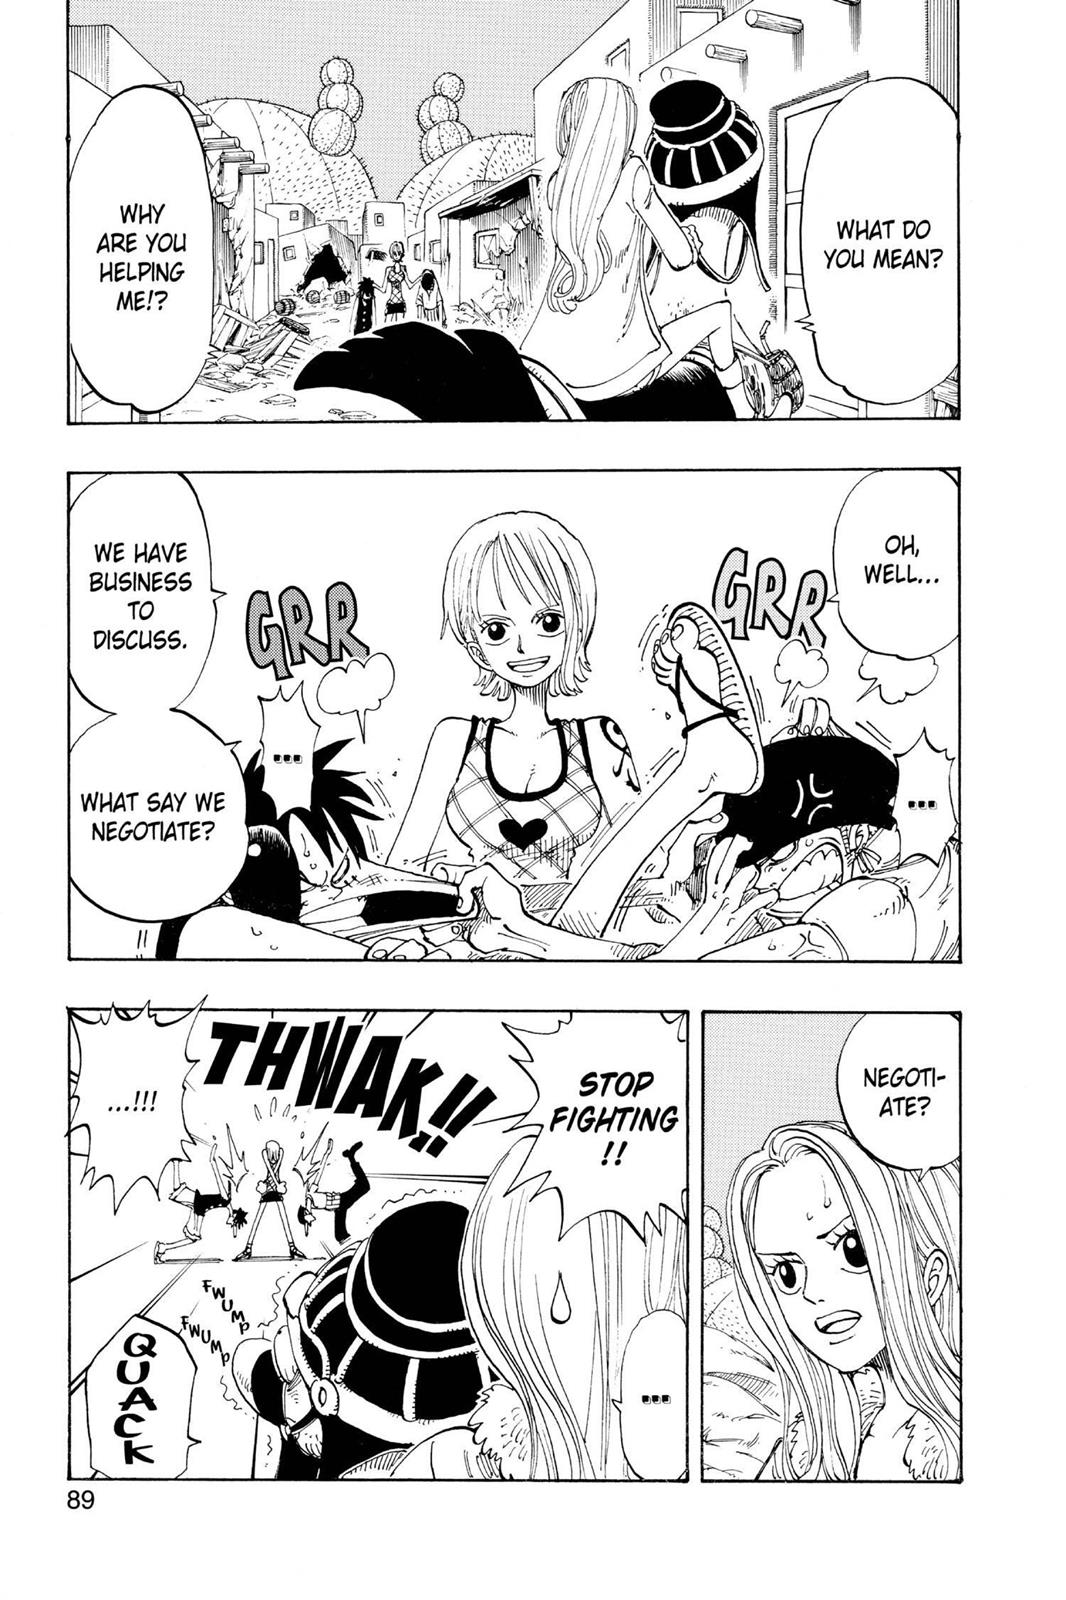 WHAT DO
YOU MEAN?
WHY
ARE YOU
HELPING
ME!?
OH,
WELL...
GRR
...
GRR
...
WE HAVE
BUSINESS
TO
DISCUSS.
WHAT SAY WE
NEGOTIATE?
NEGOTI-
ATE?
STOP
FIGHTING
!!
THWAK!!
...!!!
...
FWUMP
FWUMP
QUACK
89